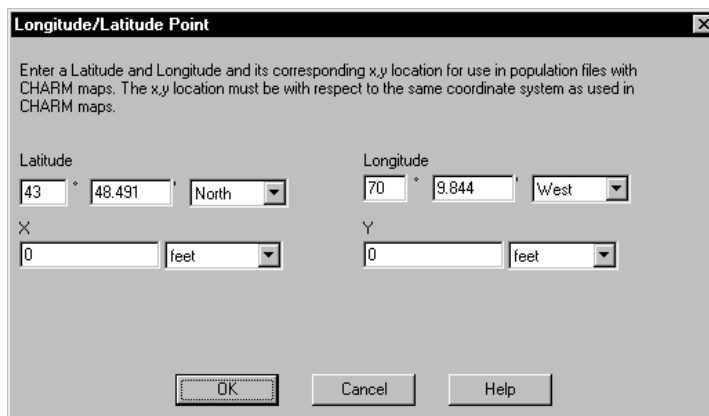 Longitude/Latitude Point
Enter a Latitude and Longitude and its corresponding x,y location for use in population files with
CHARM maps. The x,y location must be with respect to the same coordinate system as used in
CHARM maps.
Latitude Longitude
43 ° 48.491 ' North 70 ° 9.844 ' West
X Y
0 feet 0 feet
OK Cancel Help